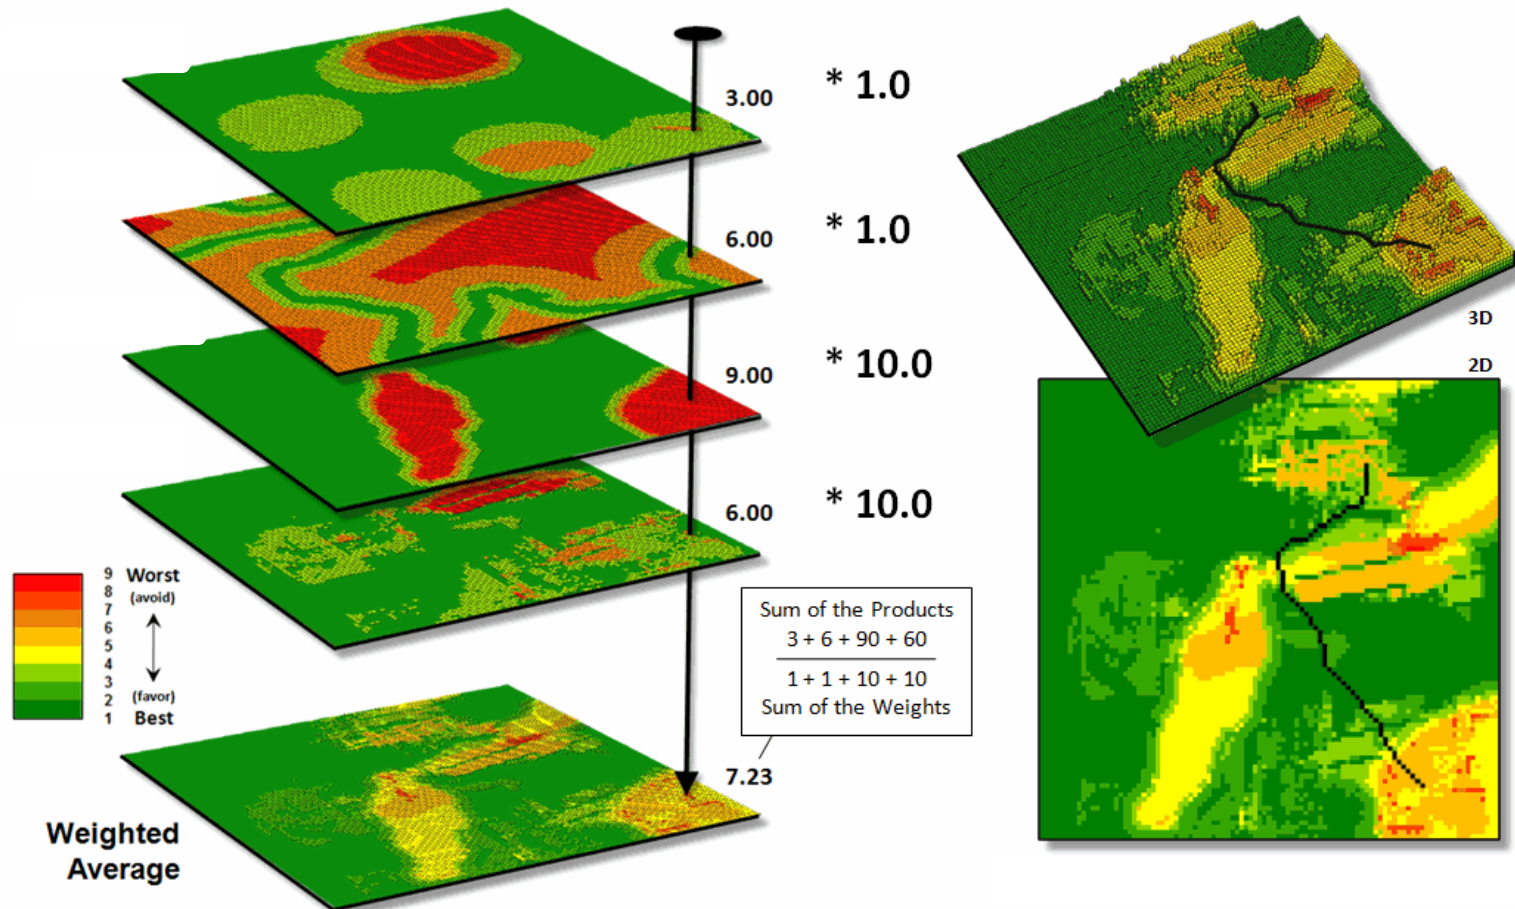 3.00
* 1.0
6.00
* 1.0
9.00
* 10.0
6.00
* 10.0
9 Worst
8 (avoid)
7
6
5
4
3
2 (favor)
1 Best
Sum of the Products
3 + 6 + 90 + 60
1 + 1 + 10 + 10
Sum of the Weights
7.23
Weighted
Average
3D
2D